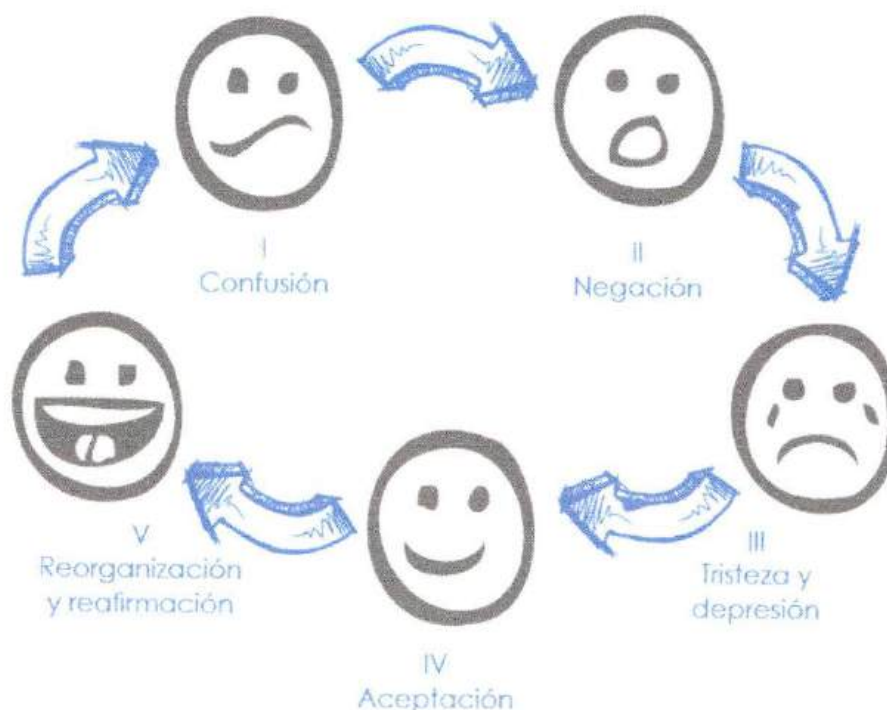 I
Confusión
II
Negación
III
Tristeza y
depresión
IV
Aceptación
V
Reorganización
y reafirmación